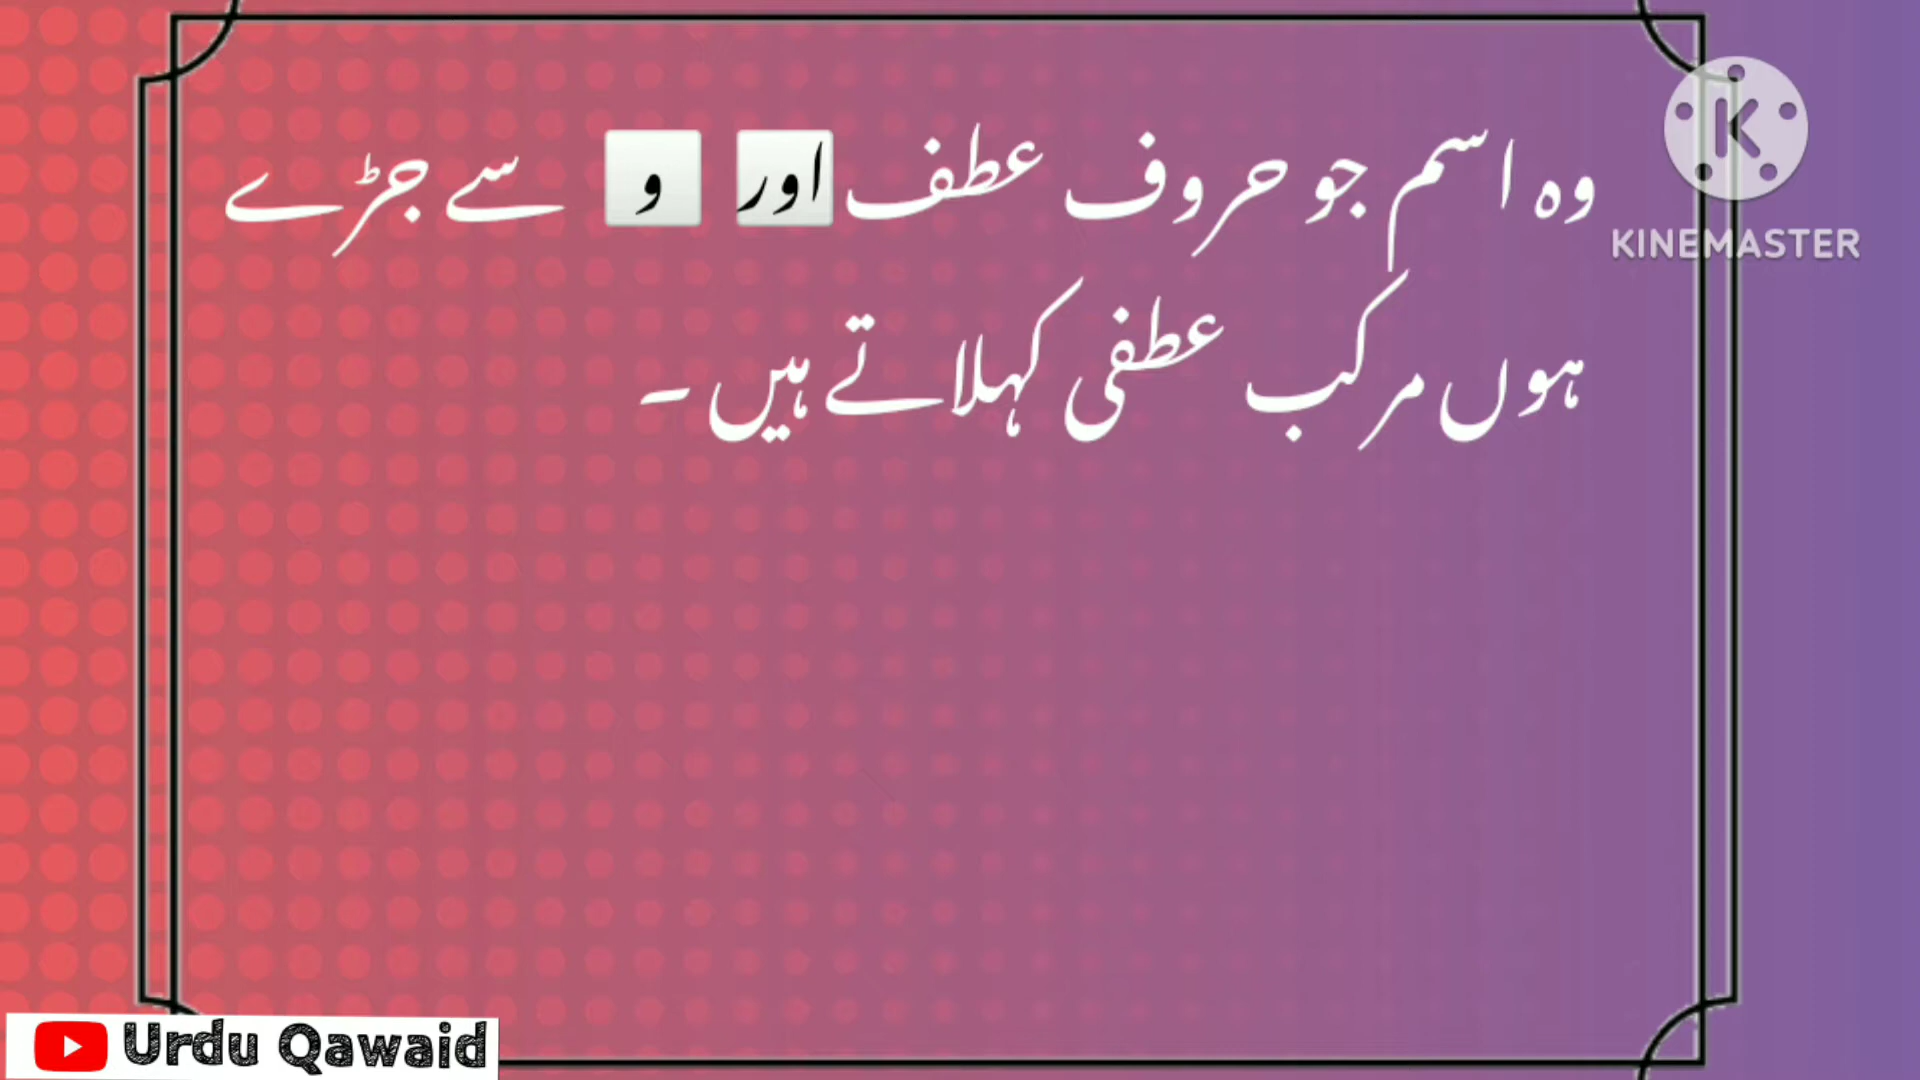 وہ اسم جو حروف عطف اور و سے جڑے
ہوں مرکب عطفی کہلاتے ہیں ۔
KINEMASTER
Urdu Qawaid